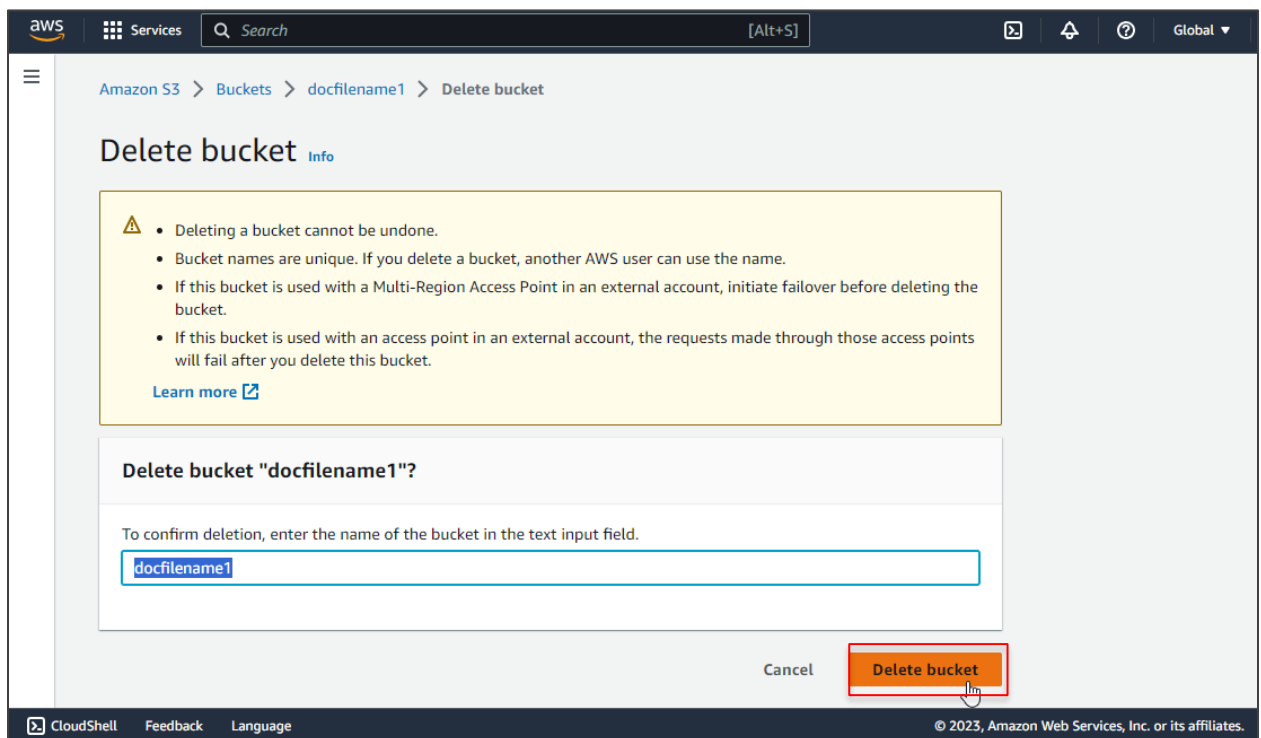 aws Services Search [Alt+S] Global
Amazon S3 > Buckets > docfilename1 > Delete bucket
Delete bucket Info
• Deleting a bucket cannot be undone.
• Bucket names are unique. If you delete a bucket, another AWS user can use the name.
• If this bucket is used with a Multi-Region Access Point in an external account, initiate failover before deleting the
bucket.
• If this bucket is used with an access point in an external account, the requests made through those access points
will fail after you delete this bucket.
Learn more
Delete bucket "docfilename1"?
To confirm deletion, enter the name of the bucket in the text input field.
docfilename1
Cancel Delete bucket
CloudShell Feedback Language © 2023, Amazon Web Services, Inc. or its affiliates.